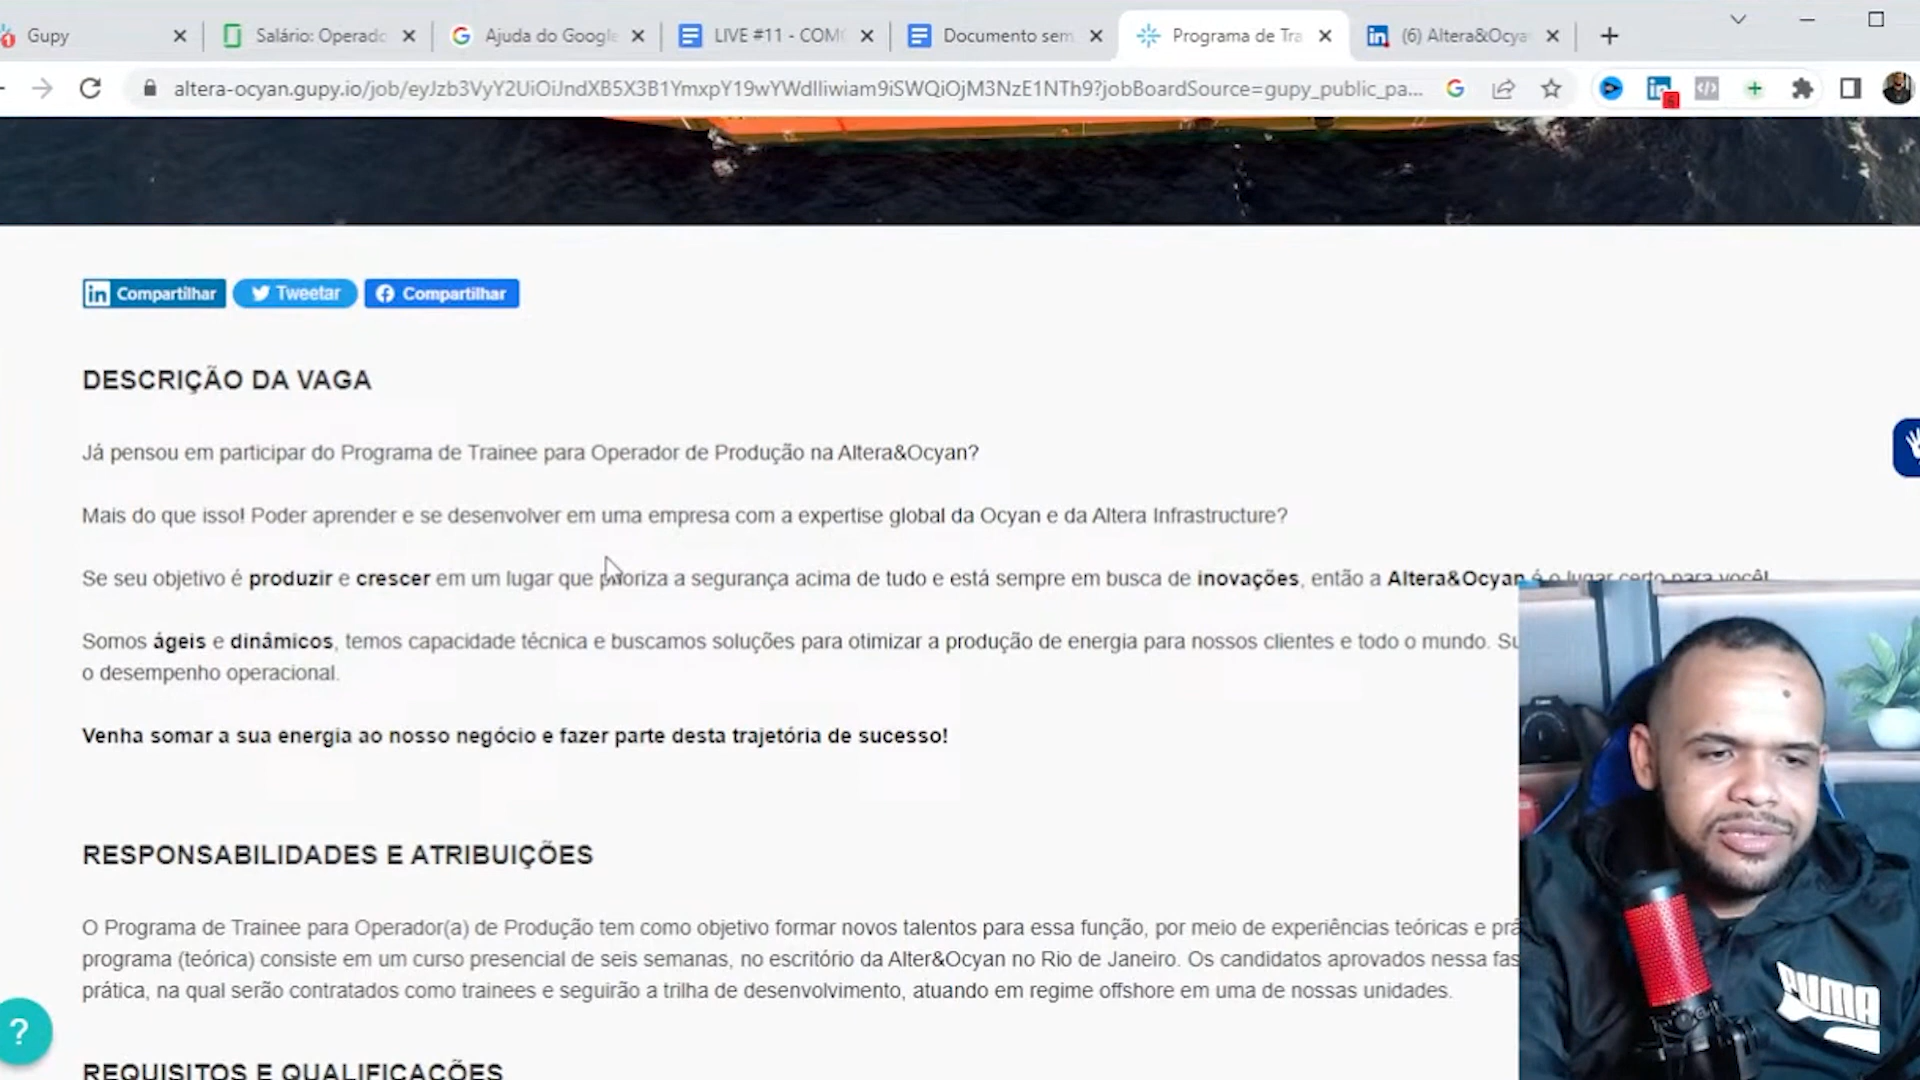 Gupy
Salário: Operado
Ajuda do Google
LIVE #11 - COM
Documento sem
Programa de Tra
(6) Altera&Ocya
altera-ocyan.gupy.io/job/eyJzb3VyY2UiOiJndXB5X3B1YmxpY19wYWdlIiwiam9iSWQiOjM3NzE1NTh9?jobBoardSource=gupy_public_pa...
Compartilhar
Tweetar
Compartilhar
DESCRIÇÃO DA VAGA
Já pensou em participar do Programa de Trainee para Operador de Produção na Altera&Ocyan?
Mais do que isso! Poder aprender e se desenvolver em uma empresa com a expertise global da Ocyan e da Altera Infrastructure?
Se seu objetivo é produzir e crescer em um lugar que prioriza a segurança acima de tudo e está sempre em busca de inovações, então a Altera&Ocyan é o lugar certo para você!
Somos ágeis e dinâmicos, temos capacidade técnica e buscamos soluções para otimizar a produção de energia para nossos clientes e todo o mundo. Su
o desempenho operacional.
Venha somar a sua energia ao nosso negócio e fazer parte desta trajetória de sucesso!
RESPONSABILIDADES E ATRIBUIÇÕES
O Programa de Trainee para Operador(a) de Produção tem como objetivo formar novos talentos para essa função, por meio de experiências teóricas e prá
programa (teórica) consiste em um curso presencial de seis semanas, no escritório da Alter&Ocyan no Rio de Janeiro. Os candidatos aprovados nessa fas
prática, na qual serão contratados como trainees e seguirão a trilha de desenvolvimento, atuando em regime offshore em uma de nossas unidades.
REQUISITOS E QUALIFICAÇÕES
?
PUMA